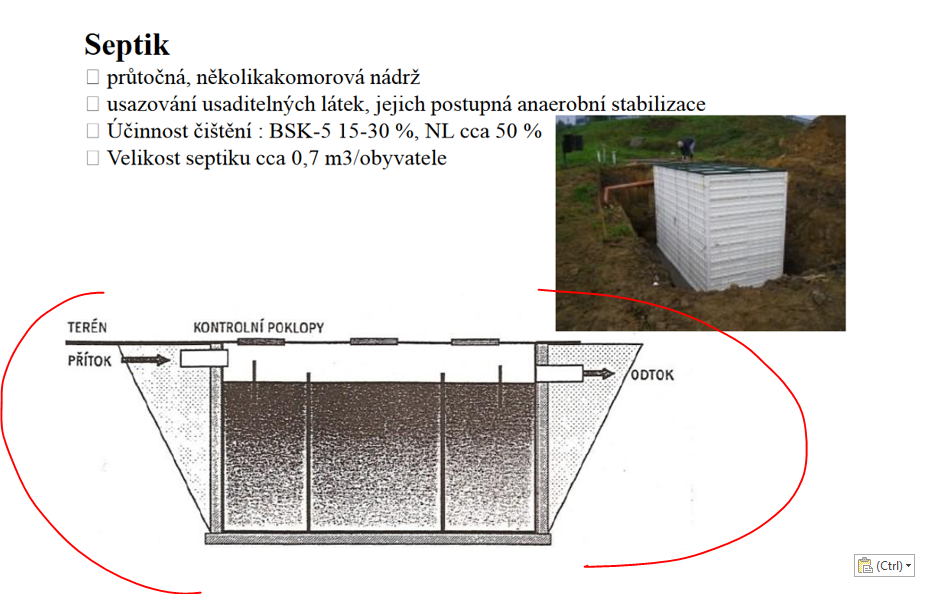 Septik
průtočná, několikakomorová nádrž
usazování usaditelných látek, jejich postupná anaerobní stabilizace
Účinnost čištění : BSK-5 15-30 %, NL cca 50 %
Velikost septiku cca 0,7 m3/obyvatele
TERÉN
KONTROLNÍ POKLOPY
PŘÍTOK
ODTOK
(Ctrl)